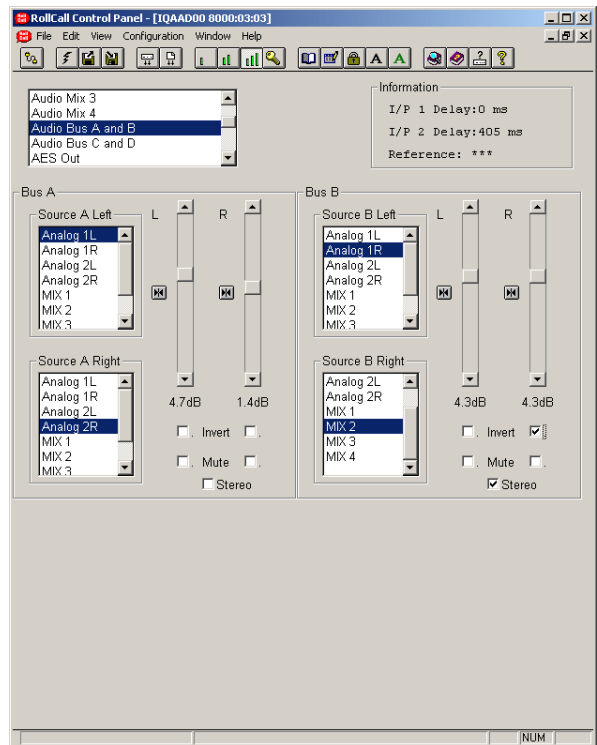 RollCall Control Panel - [IQAAD00 8000:03:03]
File Edit View Configuration Window Help
A A ?
Audio Mix 3
Audio Mix 4
Audio Bus A and B
Audio Bus C and D
AES Out
Information
I/P 1 Delay:0 ms
I/P 2 Delay:405 ms
Reference: ***
Bus A
Source A Left
L R
Analog 1L
Analog 1R
Analog 2L
Analog 2R
MIX 1
MIX 2
MIX 3
Source A Right
Analog 1L
Analog 1R
Analog 2L
Analog 2R
MIX 1
MIX 2
MIX 3
4.7dB 1.4dB
. Invert .
. Mute .
Stereo
Bus B
Source B Left
L R
Analog 1L
Analog 1R
Analog 2L
Analog 2R
MIX 1
MIX 2
MIX 3
Source B Right
Analog 2L
Analog 2R
MIX 1
MIX 2
MIX 3
MIX 4
4.3dB 4.3dB
. Invert .
. Mute .
Stereo
NUM